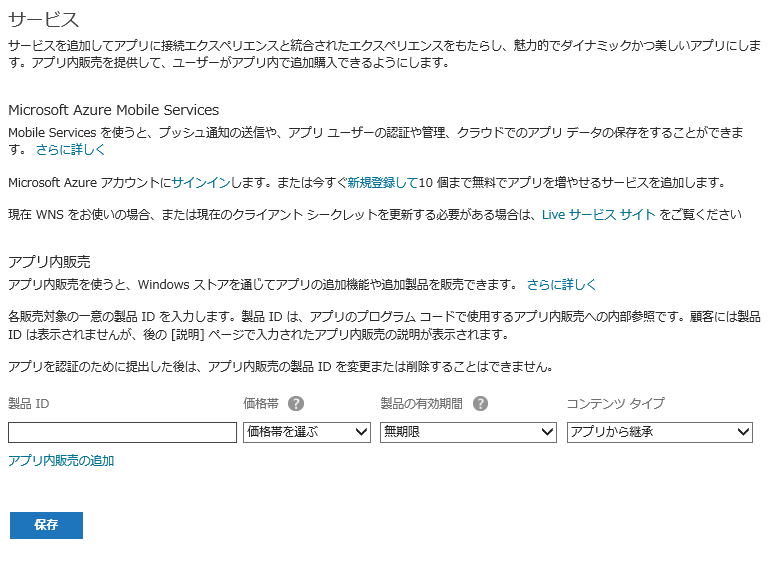 サービス
サービスを追加してアプリに接続エクスペリエンスと統合されたエクスペリエンスをもたらし、魅力的でダイナミックかつ美しいアプリにしま
す。アプリ内販売を提供して、ユーザーがアプリ内で追加購入できるようにします。
Microsoft Azure Mobile Services
Mobile Services を使うと、プッシュ通知の送信や、アプリ ユーザーの認証や管理、クラウドでのアプリ データの保存をすることができま
す。 さらに詳しく
Microsoft Azure アカウントにサインインします。または今すぐ新規登録して10 個まで無料でアプリを増やせるサービスを追加します。
現在 WNS をお使いの場合、または現在のクライアント シークレットを更新する必要がある場合は、Live サービス サイト をご覧ください
アプリ内販売
アプリ内販売を使うと、Windows ストアを通じてアプリの追加機能や追加製品を販売できます。 さらに詳しく
各販売対象の一意の製品 ID を入力します。製品 ID は、アプリのプログラム コードで使用するアプリ内販売への内部参照です。顧客には製品
ID は表示されませんが、後の [説明] ページで入力されたアプリ内販売の説明が表示されます。
アプリを認証のために提出した後は、アプリ内販売の製品 ID を変更または削除することはできません。
製品 ID 価格帯 ? 製品の有効期間 ? コンテンツ タイプ
価格帯を選ぶ 無期限 アプリから継承
アプリ内販売の追加
保存